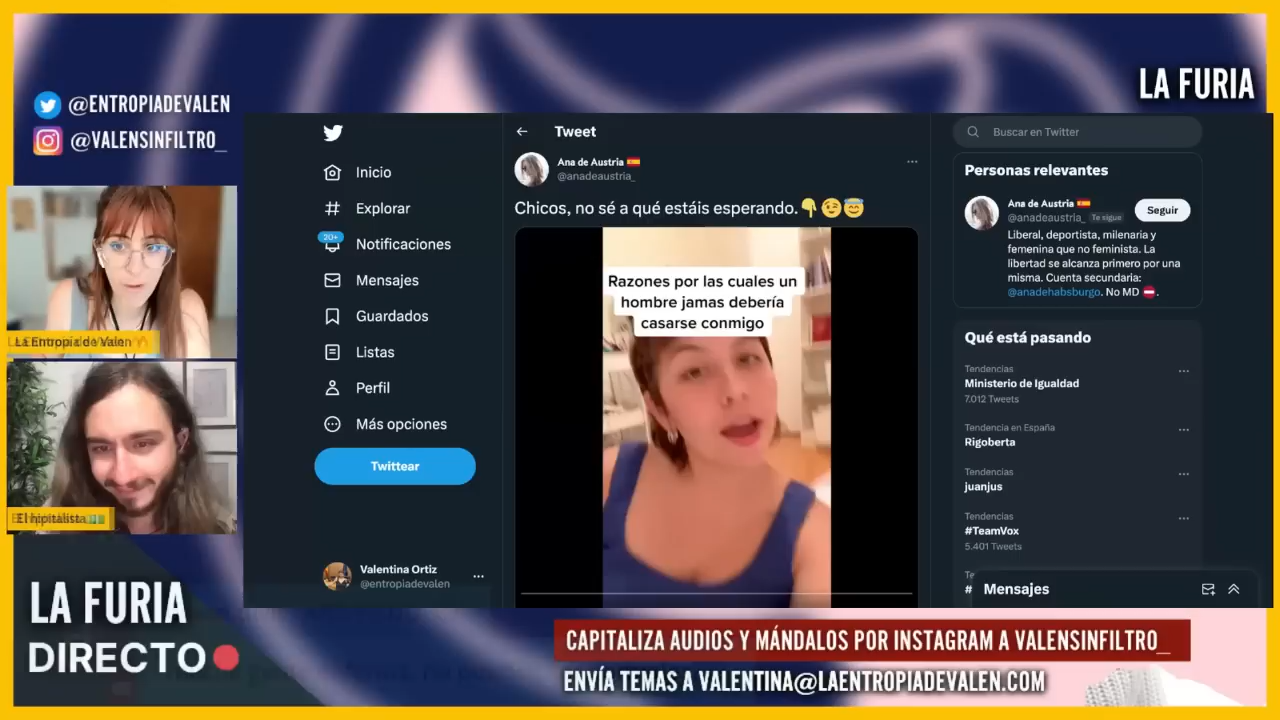 @ENTROPIADEVALEN
@VALENSINFILTRO_
LA FURIA
La Entropía de Valen
El hipitalista
LA FURIA
DIRECTO
Inicio
Explorar
20+
Notificaciones
Mensajes
Guardados
Listas
Perfil
Más opciones
Twittear
Valentina Ortiz
@entropiadevalen
Tweet
Ana de Austria
@anadeaustria_
Chicos, no sé a qué estáis esperando.
Razones por las cuales un
hombre jamas debería
casarse conmigo
Buscar en Twitter
Personas relevantes
Ana de Austria
@anadeaustria_ Te sigue
Seguir
Liberal, deportista, milenaria y
femenina que no feminista. La
libertad se alcanza primero por una
misma. Cuenta secundaria:
@anadehabsburgo. No MD
Qué está pasando
Tendencias
Ministerio de Igualdad
7.012 Tweets
Tendencia en España
Rigoberta
Tendencias
juanjus
Tendencias
#TeamVox
5.401 Tweets
Mensajes
CAPITALIZA AUDIOS Y MÁNDALOS POR INSTAGRAM A VALENSINFILTRO_
ENVÍA TEMAS A VALENTINA@LAENTROPIADEVALEN.COM